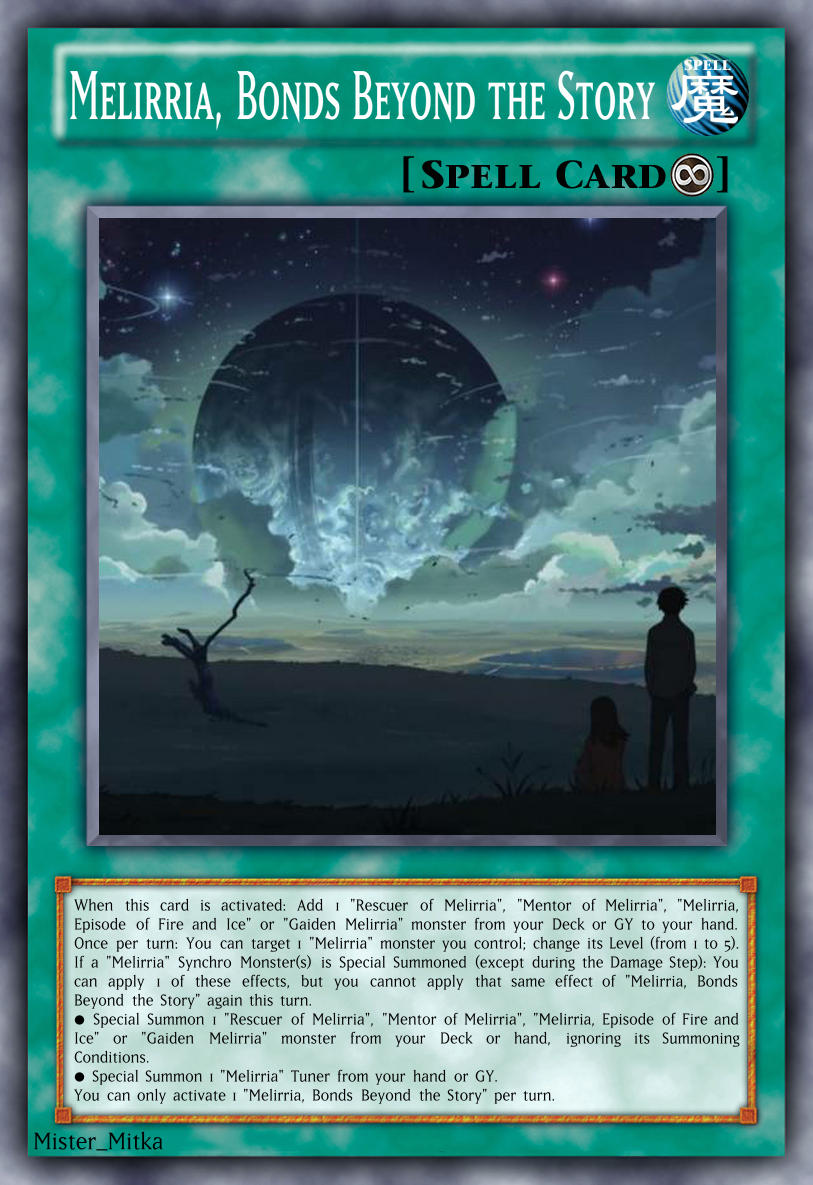 Melirria, Bonds Beyond the Story
SPELL
魔
[Spell Card∞]
When this card is activated: Add 1 "Rescuer of Melirria", "Mentor of Melirria", "Melirria,
Episode of Fire and Ice" or "Gaiden Melirria" monster from your Deck or GY to your hand.
Once per turn: You can target 1 "Melirria" monster you control; change its Level (from 1 to 5).
If a "Melirria" Synchro Monster(s) is Special Summoned (except during the Damage Step): You
can apply 1 of these effects, but you cannot apply that same effect of "Melirria, Bonds
Beyond the Story" again this turn.
● Special Summon 1 "Rescuer of Melirria", "Mentor of Melirria", "Melirria, Episode of Fire and
Ice" or "Gaiden Melirria" monster from your Deck or hand, ignoring its Summoning
Conditions.
● Special Summon 1 "Melirria" Tuner from your hand or GY.
You can only activate 1 "Melirria, Bonds Beyond the Story" per turn.
Mister_Mitka